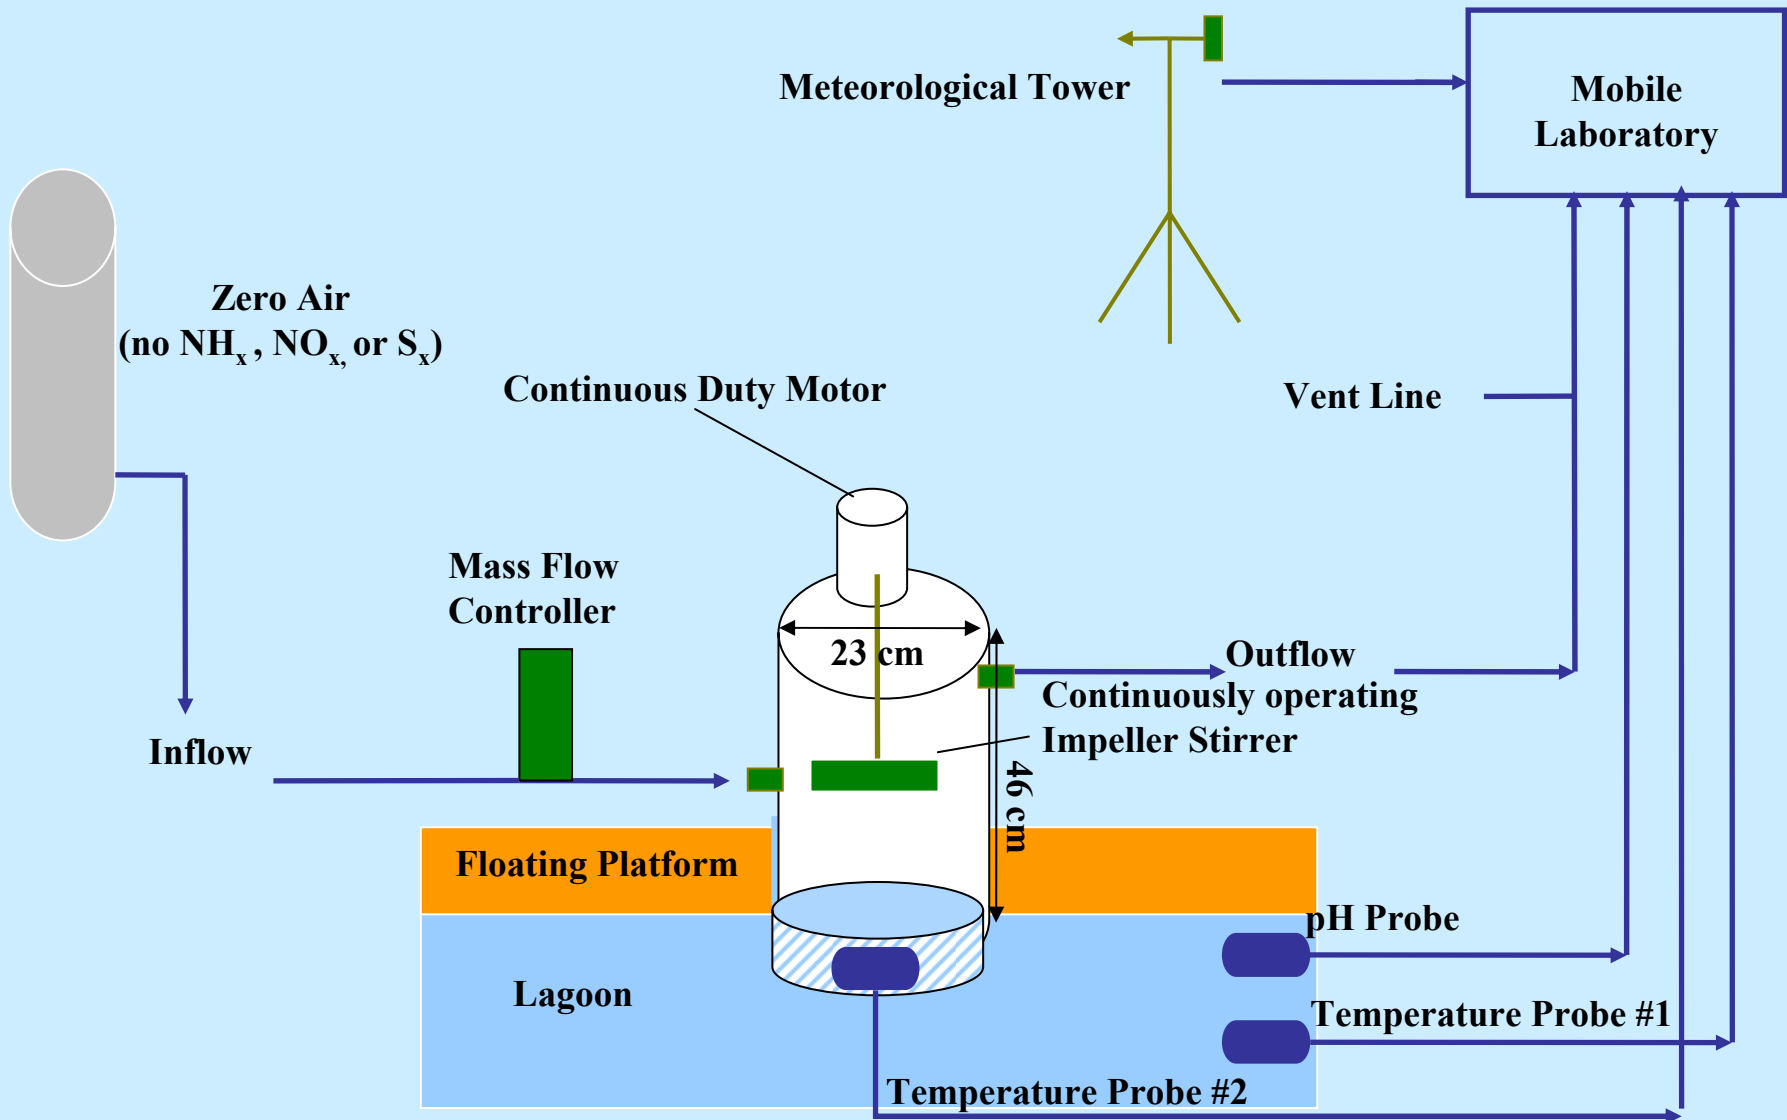 Meteorological Tower
Mobile
Laboratory
Zero Air
(no NHx , NOx, or Sx)
Continuous Duty Motor
Vent Line
Mass Flow
Controller
23 cm
Outflow
Continuously operating
Impeller Stirrer
Inflow
46 cm
Floating Platform
pH Probe
Lagoon
Temperature Probe #1
Temperature Probe #2